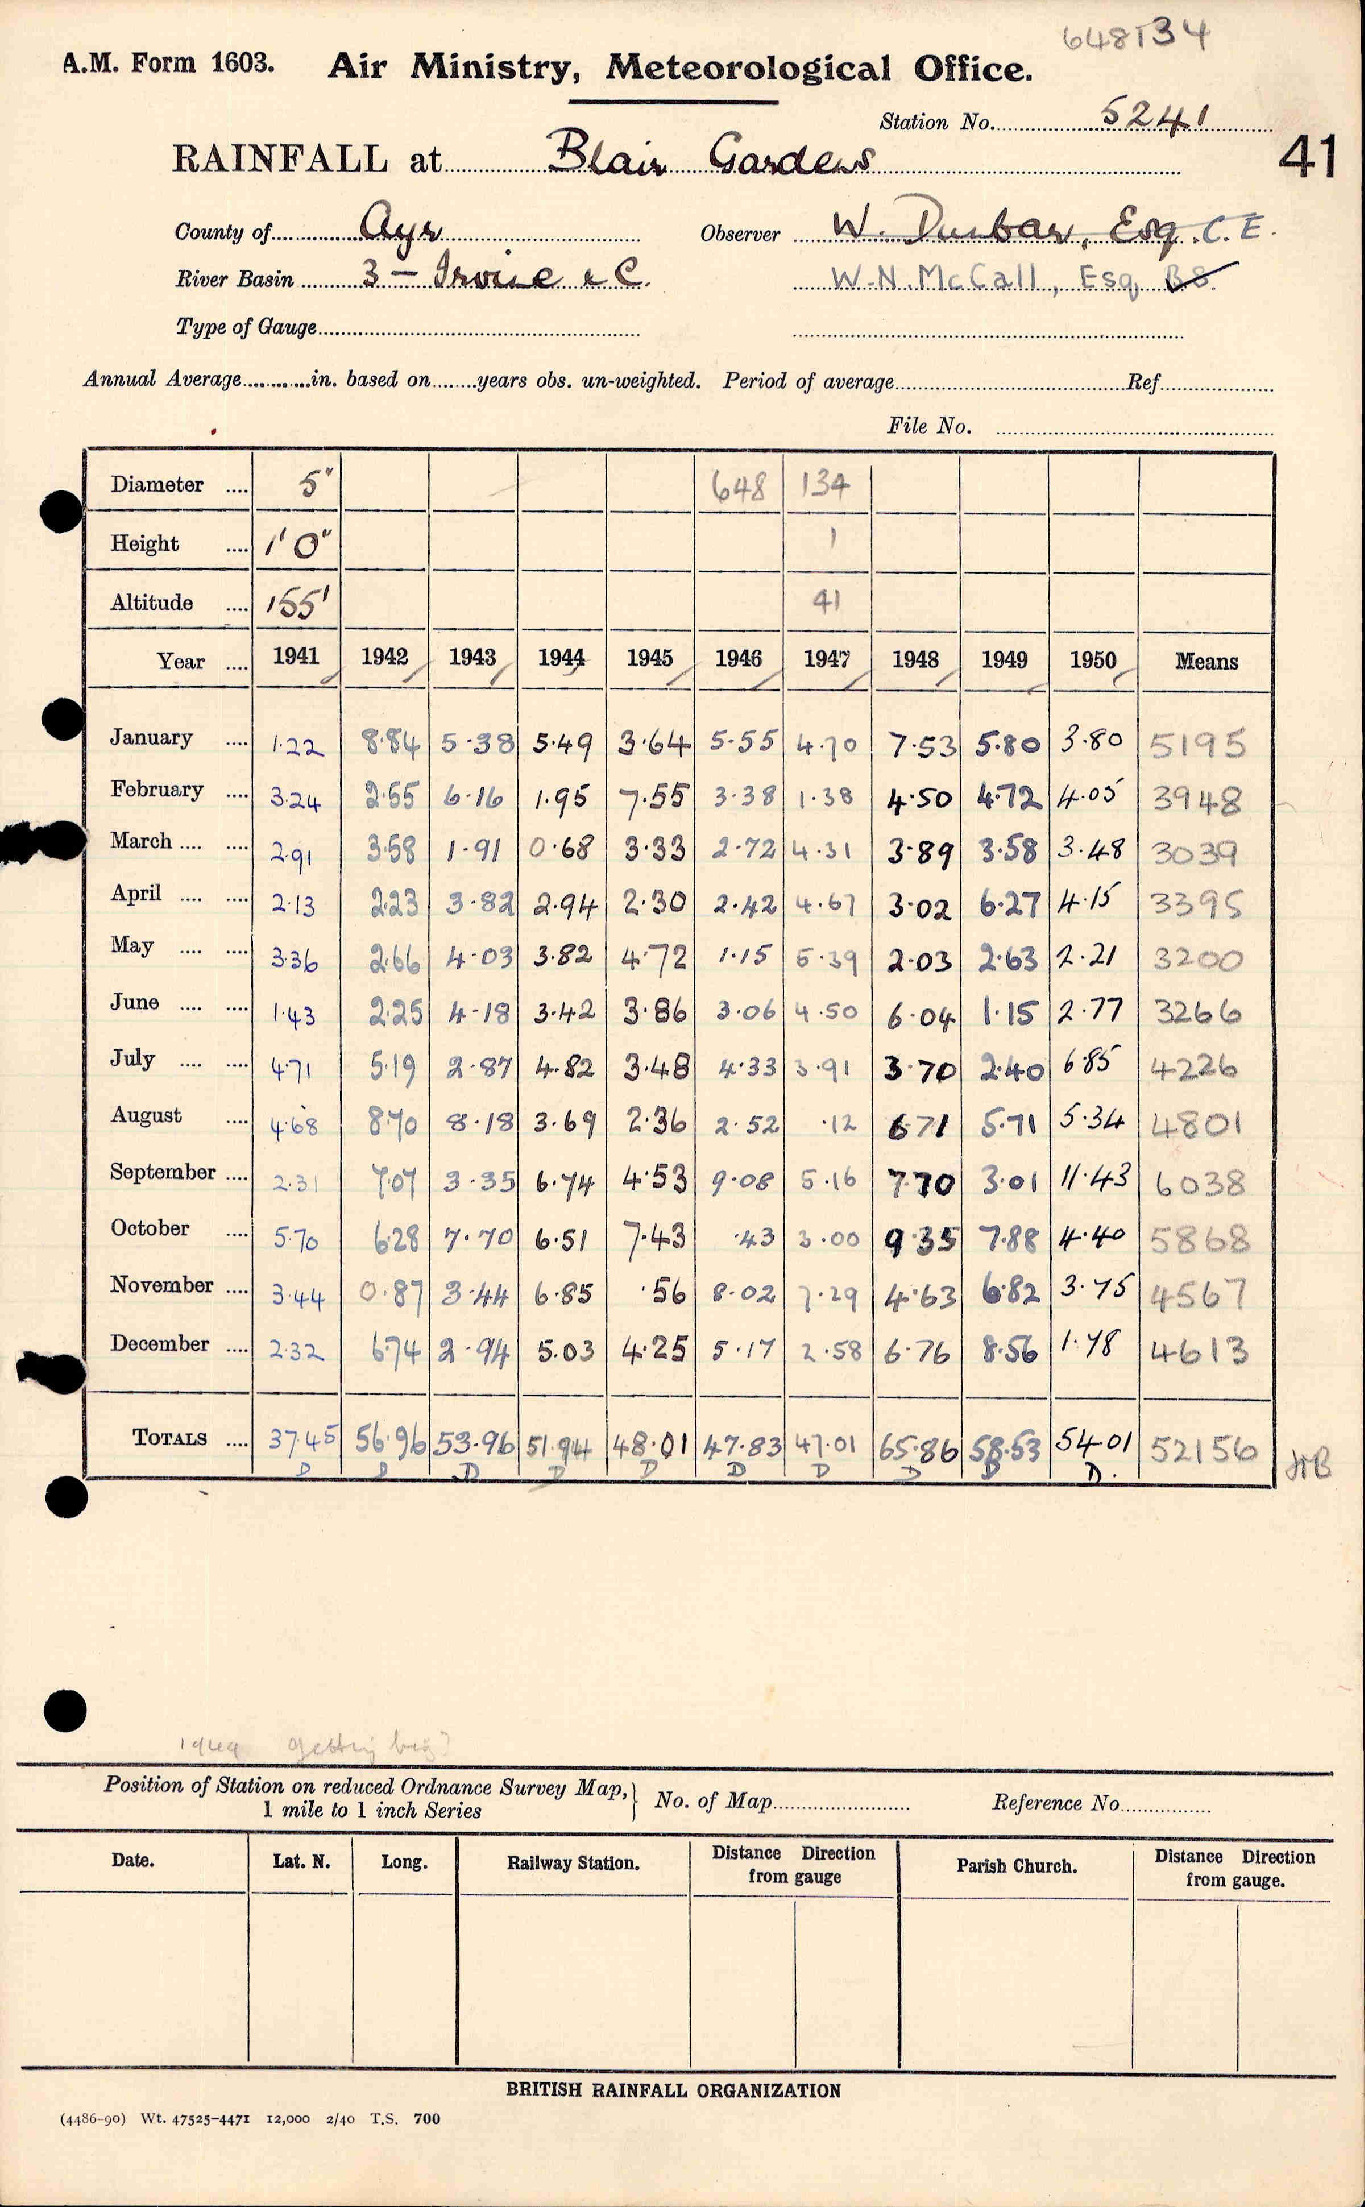 648134
A.M. Form 1603. Air Ministry, Meteorological Office.
Station No. 5241
RAINFALL at Blair Gardens 41
County of Ayr Observer W. Dunbar, Esq. C.E.
River Basin 3 — Irvine & C. W.N. McCall, Esq BS
Type of Gauge
Annual Average in. based on years obs. un-weighted. Period of average Ref
File No.
Diameter .... 5" 648 134
Height .... 1'0" 1
Altitude .... 155' 41
Year .... 1941 1942 1943 1944 1945 1946 1947 1948 1949 1950 Means
January .... 1.22 8.84 5.38 5.49 3.64 5.55 4.70 7.53 5.80 3.80 5195
February .... 3.24 2.55 6.16 1.95 7.55 3.38 1.38 4.50 4.72 4.05 3948
March .... .... 2.91 3.58 1.91 0.68 3.33 2.72 4.31 3.89 3.58 3.48 3039
April .... .... 2.13 2.23 3.82 2.94 2.30 2.42 4.67 3.02 6.27 4.15 3395
May .... .... 3.36 2.66 4.03 3.82 4.72 1.15 5.39 2.03 2.63 2.21 3200
June .... .... 1.43 2.25 4.18 3.42 3.86 3.06 4.50 6.04 1.15 2.77 3266
July .... .... 4.71 5.19 2.87 4.82 3.48 4.33 3.91 3.70 2.40 6.85 4226
August .... 4.68 8.70 8.18 3.69 2.36 2.52 .12 6.71 5.71 5.34 4801
September .... 2.31 7.07 3.35 6.74 4.53 9.08 5.16 7.70 3.01 11.43 6038
October .... 5.70 6.28 7.70 6.51 7.43 .43 3.00 9.35 7.88 4.40 5868
November .... 3.44 0.87 3.44 6.85 .56 8.02 7.29 4.63 6.82 3.75 4567
December .... 2.32 6.74 2.94 5.03 4.25 5.17 2.58 6.76 8.56 1.78 4613
TOTALS .... 37.45 56.96 53.96 51.94 48.01 47.83 47.01 65.86 58.53 54.01 52156
D D D D D D D D D D.
1949 getting big?
Position of Station on reduced Ordnance Survey Map, } No. of Map Reference No
1 mile to 1 inch Series
Date. Lat. N. Long. Railway Station. Distance Direction from gauge Parish Church. Distance Direction from gauge.
BRITISH RAINFALL ORGANIZATION
(4486-90) Wt. 47525-4471 12,000 2/40 T.S. 700